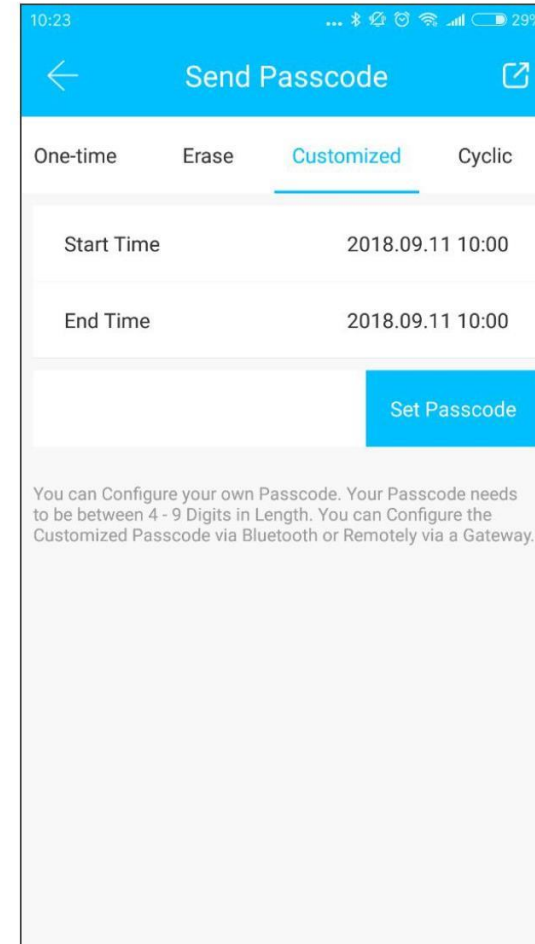 10:23 ... 29%
Send Passcode
One-time Erase Customized Cyclic
Start Time 2018.09.11 10:00
End Time 2018.09.11 10:00
Set Passcode
You can Configure your own Passcode. Your Passcode needs
to be between 4 - 9 Digits in Length. You can Configure the
Customized Passcode via Bluetooth or Remotely via a Gateway.